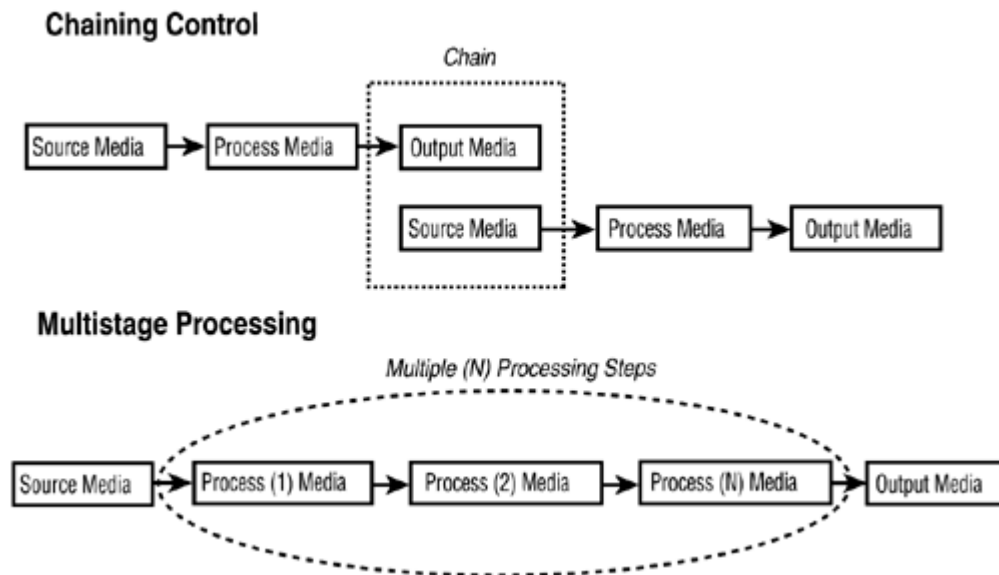 Chaining Control
Chain
Source Media
Process Media
Output Media
Source Media
Process Media
Output Media
Multistage Processing
Multiple (N) Processing Steps
Source Media
Process (1) Media
Process (2) Media
Process (N) Media
Output Media